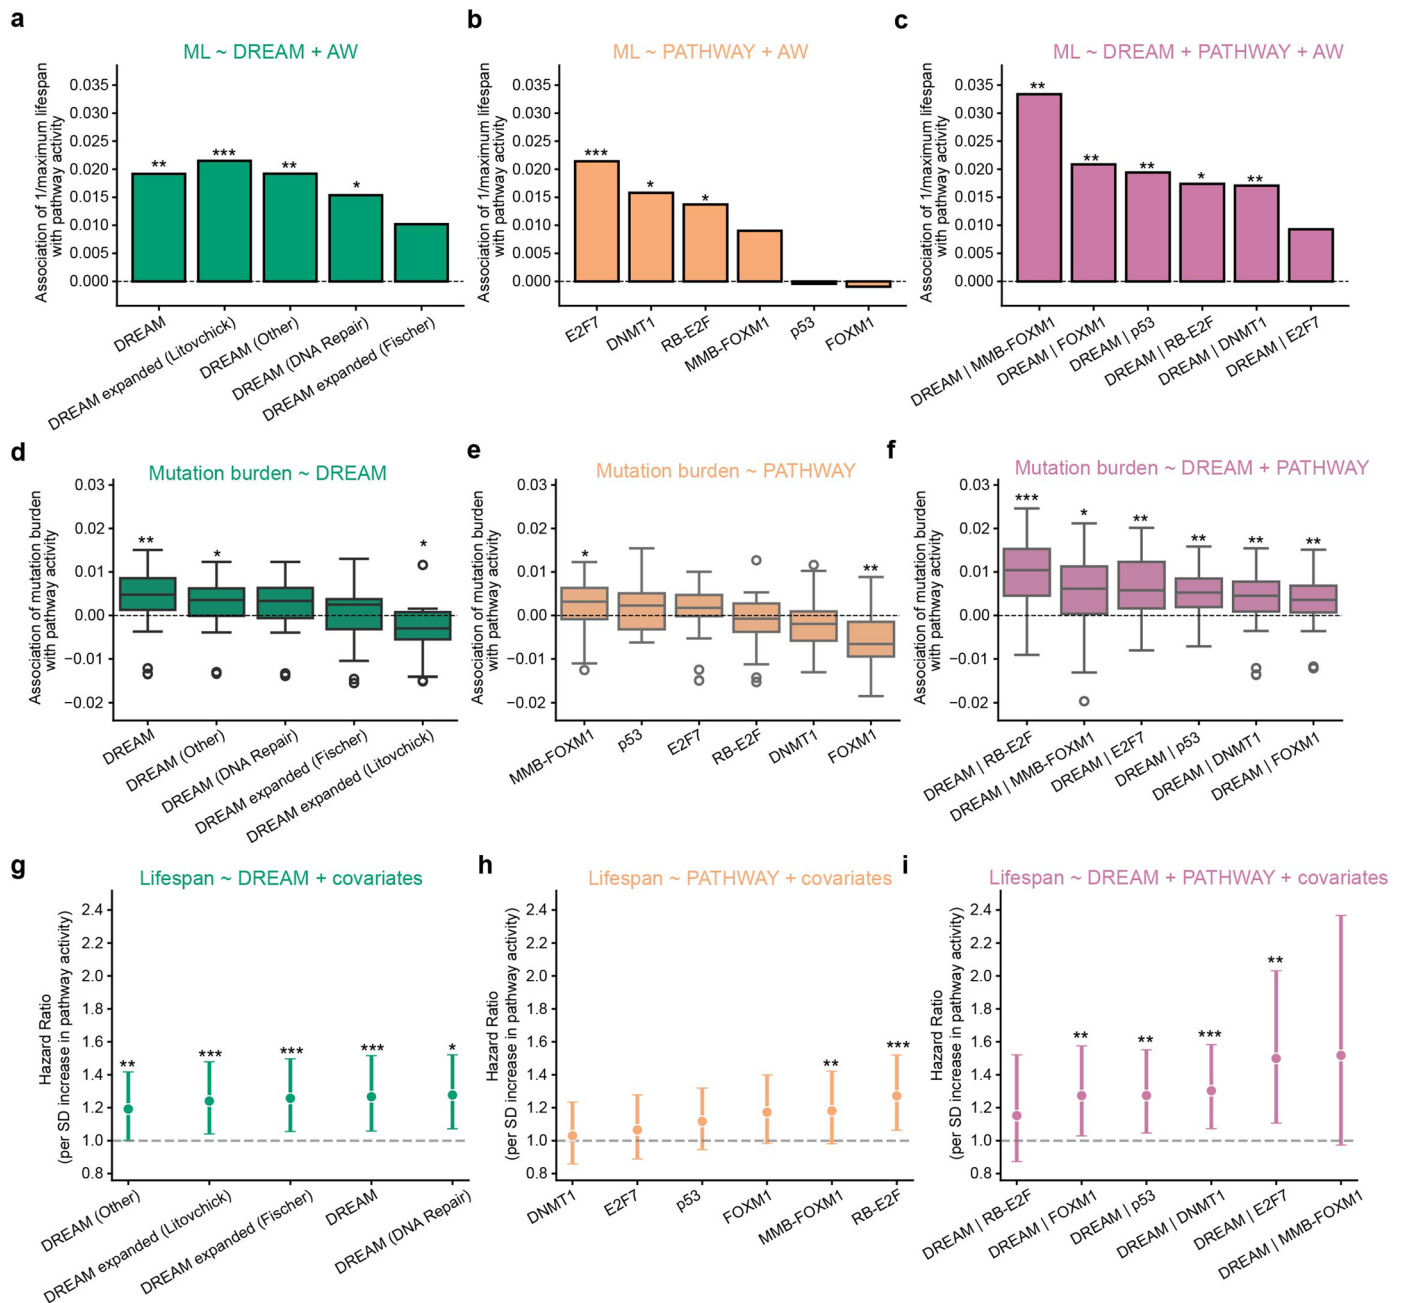 a
ML ~ DREAM + AW
Association of 1/maximum lifespan
with pathway activity
0.035
0.030
0.025
0.020
0.015
0.010
0.005
0.000
**
***
**
*
DREAM
DREAM expanded (Litovchick)
DREAM (Other)
DREAM (DNA Repair)
DREAM expanded (Fischer)
b
ML ~ PATHWAY + AW
Association of 1/maximum lifespan
with pathway activity
0.035
0.030
0.025
0.020
0.015
0.010
0.005
0.000
***
*
*
E2F7
DNMT1
RB-E2F
MMB-FOXM1
p53
FOXM1
c
ML ~ DREAM + PATHWAY + AW
Association of 1/maximum lifespan
with pathway activity
0.035
0.030
0.025
0.020
0.015
0.010
0.005
0.000
**
**
**
*
**
DREAM | MMB-FOXM1
DREAM | FOXM1
DREAM | p53
DREAM | RB-E2F
DREAM | DNMT1
DREAM | E2F7
d
Mutation burden ~ DREAM
Association of mutation burden
with pathway activity
0.03
0.02
0.01
0.00
−0.01
−0.02
**
*
*
DREAM
DREAM (Other)
DREAM (DNA Repair)
DREAM expanded (Fischer)
DREAM expanded (Litovchick)
e
Mutation burden ~ PATHWAY
Association of mutation burden
with pathway activity
0.03
0.02
0.01
0.00
−0.01
−0.02
*
**
MMB-FOXM1
p53
E2F7
RB-E2F
DNMT1
FOXM1
f
Mutation burden ~ DREAM + PATHWAY
Association of mutation burden
with pathway activity
0.03
0.02
0.01
0.00
−0.01
−0.02
***
*
**
**
**
**
DREAM | RB-E2F
DREAM | MMB-FOXM1
DREAM | E2F7
DREAM | p53
DREAM | DNMT1
DREAM | FOXM1
g
Lifespan ~ DREAM + covariates
Hazard Ratio
(per SD increase in pathway activity)
2.4
2.2
2.0
1.8
1.6
1.4
1.2
1.0
0.8
**
***
***
***
*
DREAM (Other)
DREAM expanded (Litovchick)
DREAM expanded (Fischer)
DREAM
DREAM (DNA Repair)
h
Lifespan ~ PATHWAY + covariates
Hazard Ratio
(per SD increase in pathway activity)
2.4
2.2
2.0
1.8
1.6
1.4
1.2
1.0
0.8
**
***
DNMT1
E2F7
p53
FOXM1
MMB-FOXM1
RB-E2F
i
Lifespan ~ DREAM + PATHWAY + covariates
Hazard Ratio
(per SD increase in pathway activity)
2.4
2.2
2.0
1.8
1.6
1.4
1.2
1.0
0.8
**
**
***
**
DREAM | RB-E2F
DREAM | FOXM1
DREAM | p53
DREAM | DNMT1
DREAM | E2F7
DREAM | MMB-FOXM1